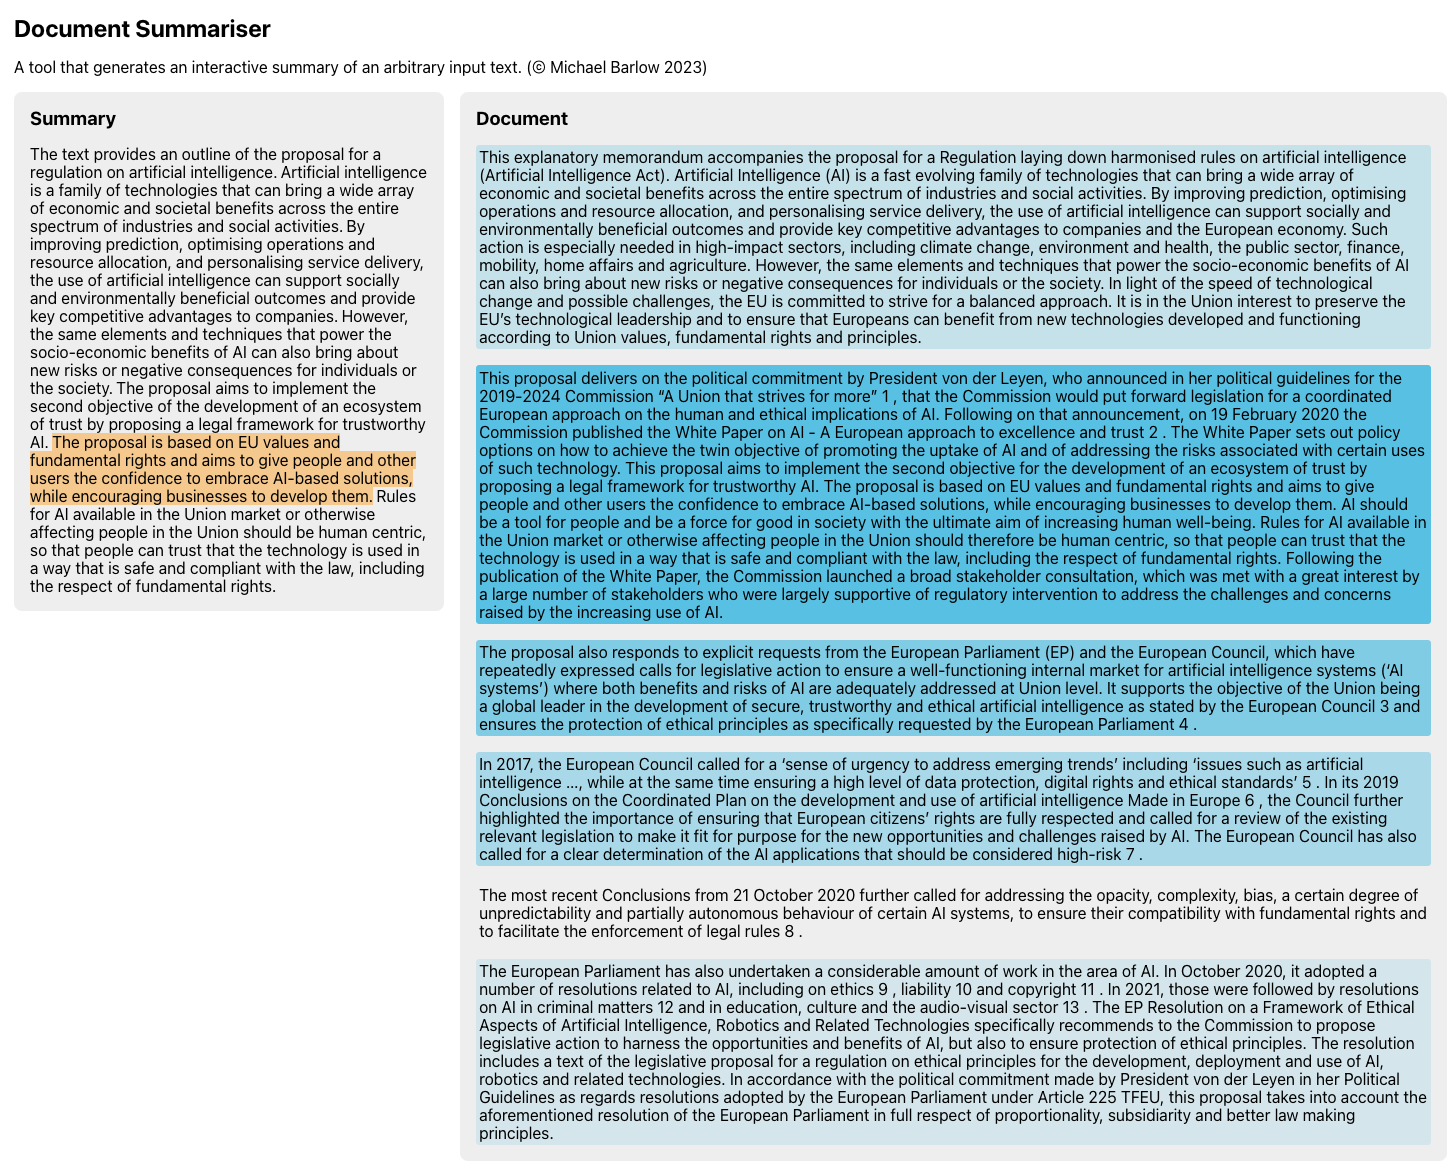 Document Summariser
A tool that generates an interactive summary of an arbitrary input text. (© Michael Barlow 2023)
Summary
The text provides an outline of the proposal for a
regulation on artificial intelligence. Artificial intelligence
is a family of technologies that can bring a wide array
of economic and societal benefits across the entire
spectrum of industries and social activities. By
improving prediction, optimising operations and
resource allocation, and personalising service delivery,
the use of artificial intelligence can support socially
and environmentally beneficial outcomes and provide
key competitive advantages to companies. However,
the same elements and techniques that power the
socio-economic benefits of AI can also bring about
new risks or negative consequences for individuals or
the society. The proposal aims to implement the
second objective of the development of an ecosystem
of trust by proposing a legal framework for trustworthy
AI. The proposal is based on EU values and
fundamental rights and aims to give people and other
users the confidence to embrace AI-based solutions,
while encouraging businesses to develop them. Rules
for AI available in the Union market or otherwise
affecting people in the Union should be human centric,
so that people can trust that the technology is used in
a way that is safe and compliant with the law, including
the respect of fundamental rights.
Document
This explanatory memorandum accompanies the proposal for a Regulation laying down harmonised rules on artificial intelligence
(Artificial Intelligence Act). Artificial Intelligence (AI) is a fast evolving family of technologies that can bring a wide array of
economic and societal benefits across the entire spectrum of industries and social activities. By improving prediction, optimising
operations and resource allocation, and personalising service delivery, the use of artificial intelligence can support socially and
environmentally beneficial outcomes and provide key competitive advantages to companies and the European economy. Such
action is especially needed in high-impact sectors, including climate change, environment and health, the public sector, finance,
mobility, home affairs and agriculture. However, the same elements and techniques that power the socio-economic benefits of AI
can also bring about new risks or negative consequences for individuals or the society. In light of the speed of technological
change and possible challenges, the EU is committed to strive for a balanced approach. It is in the Union interest to preserve the
EU's technological leadership and to ensure that Europeans can benefit from new technologies developed and functioning
according to Union values, fundamental rights and principles.
This proposal delivers on the political commitment by President von der Leyen, who announced in her political guidelines for the
2019-2024 Commission “A Union that strives for more” 1 , that the Commission would put forward legislation for a coordinated
European approach on the human and ethical implications of AI. Following on that announcement, on 19 February 2020 the
Commission published the White Paper on AI - A European approach to excellence and trust 2 . The White Paper sets out policy
options on how to achieve the twin objective of promoting the uptake of AI and of addressing the risks associated with certain uses
of such technology. This proposal aims to implement the second objective for the development of an ecosystem of trust by
proposing a legal framework for trustworthy AI. The proposal is based on EU values and fundamental rights and aims to give
people and other users the confidence to embrace AI-based solutions, while encouraging businesses to develop them. AI should
be a tool for people and be a force for good in society with the ultimate aim of increasing human well-being. Rules for AI available in
the Union market or otherwise affecting people in the Union should therefore be human centric, so that people can trust that the
technology is used in a way that is safe and compliant with the law, including the respect of fundamental rights. Following the
publication of the White Paper, the Commission launched a broad stakeholder consultation, which was met with a great interest by
a large number of stakeholders who were largely supportive of regulatory intervention to address the challenges and concerns
raised by the increasing use of AI.
The proposal also responds to explicit requests from the European Parliament (EP) and the European Council, which have
repeatedly expressed calls for legislative action to ensure a well-functioning internal market for artificial intelligence systems (‘AI
systems’) where both benefits and risks of AI are adequately addressed at Union level. It supports the objective of the Union being
a global leader in the development of secure, trustworthy and ethical artificial intelligence as stated by the European Council 3 and
ensures the protection of ethical principles as specifically requested by the European Parliament 4 .
In 2017, the European Council called for a ‘sense of urgency to address emerging trends’ including ‘issues such as artificial
intelligence …, while at the same time ensuring a high level of data protection, digital rights and ethical standards’ 5 . In its 2019
Conclusions on the Coordinated Plan on the development and use of artificial intelligence Made in Europe 6 , the Council further
highlighted the importance of ensuring that European citizens’ rights are fully respected and called for a review of the existing
relevant legislation to make it fit for purpose for the new opportunities and challenges raised by AI. The European Council has also
called for a clear determination of the AI applications that should be considered high-risk 7 .
The most recent Conclusions from 21 October 2020 further called for addressing the opacity, complexity, bias, a certain degree of
unpredictability and partially autonomous behaviour of certain AI systems, to ensure their compatibility with fundamental rights and
to facilitate the enforcement of legal rules 8 .
The European Parliament has also undertaken a considerable amount of work in the area of AI. In October 2020, it adopted a
number of resolutions related to AI, including on ethics 9 , liability 10 and copyright 11 . In 2021, those were followed by resolutions
on AI in criminal matters 12 and in education, culture and the audio-visual sector 13 . The EP Resolution on a Framework of Ethical
Aspects of Artificial Intelligence, Robotics and Related Technologies specifically recommends to the Commission to propose
legislative action to harness the opportunities and benefits of AI, but also to ensure protection of ethical principles. The resolution
includes a text of the legislative proposal for a regulation on ethical principles for the development, deployment and use of AI,
robotics and related technologies. In accordance with the political commitment made by President von der Leyen in her Political
Guidelines as regards resolutions adopted by the European Parliament under Article 225 TFEU, this proposal takes into account the
aforementioned resolution of the European Parliament in full respect of proportionality, subsidiarity and better law making
principles.